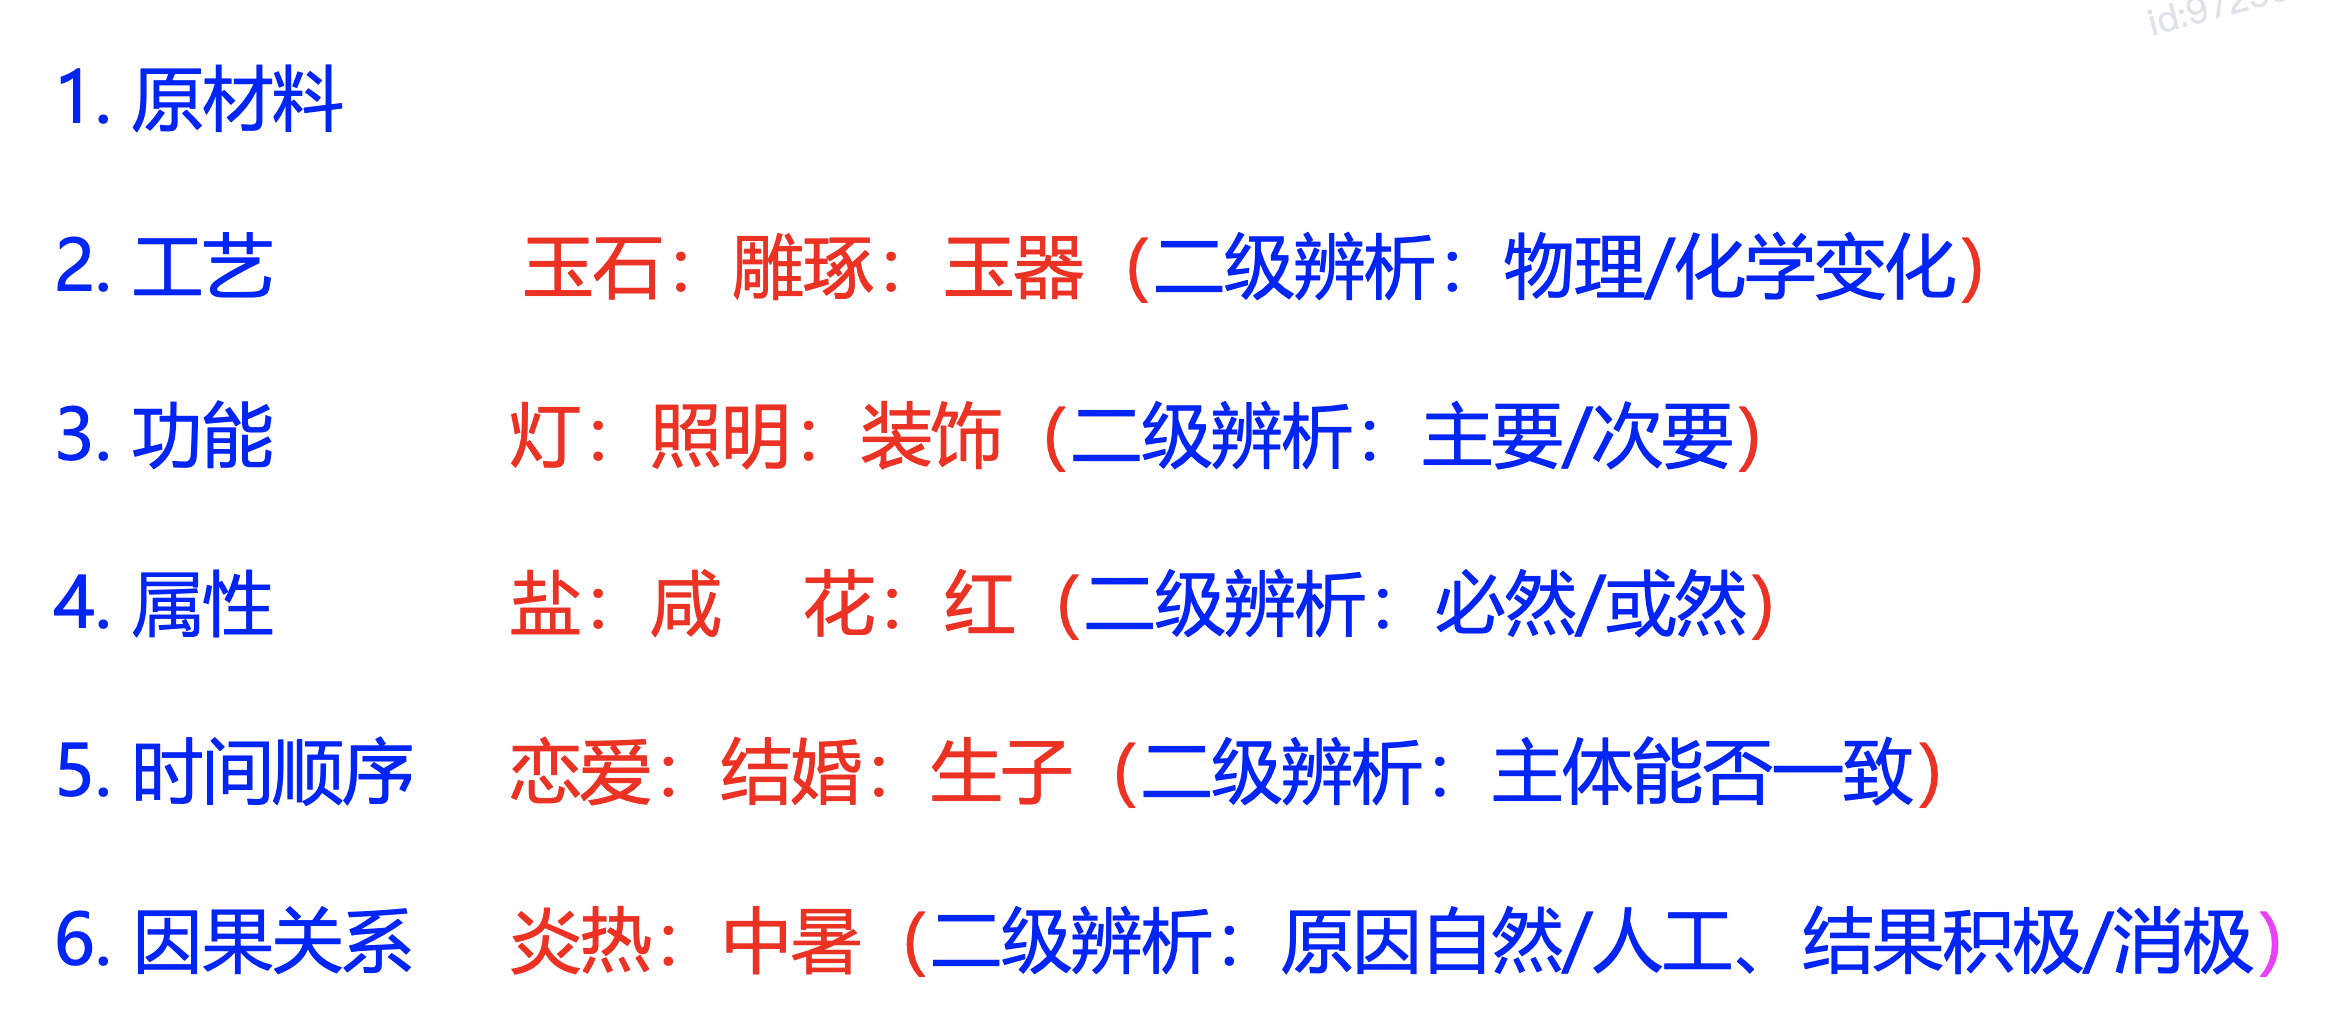 1. 原材料
2. 工艺 玉石：雕琢：玉器（二级辨析：物理/化学变化）
3. 功能 灯：照明：装饰（二级辨析：主要/次要）
4. 属性 盐：咸 花：红（二级辨析：必然/或然）
5. 时间顺序 恋爱：结婚：生子（二级辨析：主体能否一致）
6. 因果关系 炎热：中暑（二级辨析：原因自然/人工、结果积极/消极）